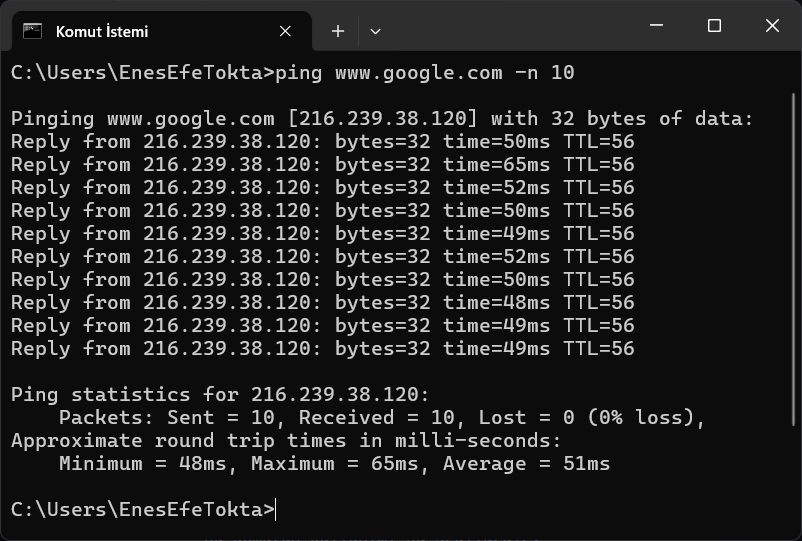 Komut İstemi
C:\Users\EnesEfeTokta>ping www.google.com -n 10
Pinging www.google.com [216.239.38.120] with 32 bytes of data:
Reply from 216.239.38.120: bytes=32 time=50ms TTL=56
Reply from 216.239.38.120: bytes=32 time=65ms TTL=56
Reply from 216.239.38.120: bytes=32 time=52ms TTL=56
Reply from 216.239.38.120: bytes=32 time=50ms TTL=56
Reply from 216.239.38.120: bytes=32 time=49ms TTL=56
Reply from 216.239.38.120: bytes=32 time=52ms TTL=56
Reply from 216.239.38.120: bytes=32 time=50ms TTL=56
Reply from 216.239.38.120: bytes=32 time=48ms TTL=56
Reply from 216.239.38.120: bytes=32 time=49ms TTL=56
Reply from 216.239.38.120: bytes=32 time=49ms TTL=56
Ping statistics for 216.239.38.120:
Packets: Sent = 10, Received = 10, Lost = 0 (0% loss),
Approximate round trip times in milli-seconds:
Minimum = 48ms, Maximum = 65ms, Average = 51ms
C:\Users\EnesEfeTokta>